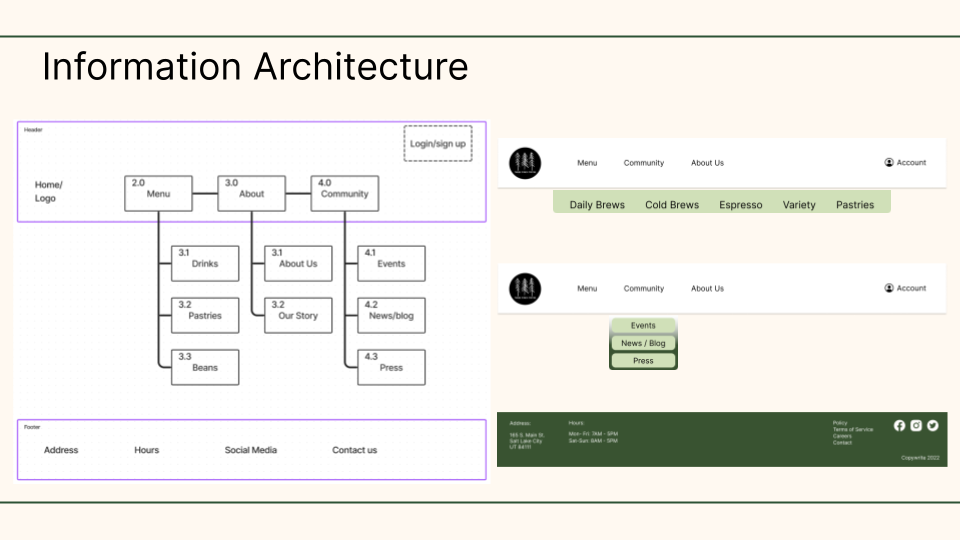 Information Architecture
Header
Login/sign up
Home/
Logo
2.0
Menu
3.0
About
4.0
Community
3.1
Drinks
3.1
About Us
4.1
Events
3.2
Pastries
3.2
Our Story
4.2
News/blog
3.3
Beans
4.3
Press
Footer
Address
Hours
Social Media
Contact us
Menu
Community
About Us
Account
Daily Brews
Cold Brews
Espresso
Variety
Pastries
Menu
Community
About Us
Account
Events
News / Blog
Press
Address:
Salt Lake City
UT 84111
Hours:
Mon- Fri: 7AM - 5PM
Sat-Sun: 8AM - 5PM
Policy
Terms of Service
Careers
Contact
Copywrite 2022